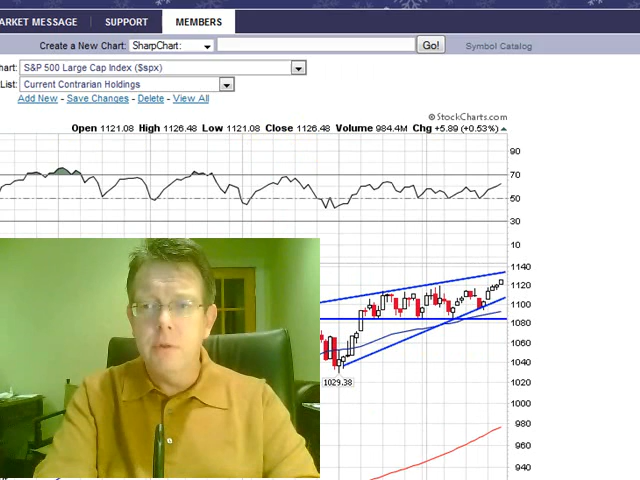 ARKET MESSAGE SUPPORT MEMBERS
Create a New Chart: SharpChart: Go! Symbol Catalog
hart: S&P 500 Large Cap Index ($spx)
List: Current Contrarian Holdings
Add New - Save Changes - Delete - View All
© StockCharts.com
Open 1121.08 High 1126.48 Low 1121.08 Close 1126.48 Volume 984.4M Chg +5.89 (+0.53%)
90
70
50
30
10
1140
1120
1100
1080
1060
1040
1029.38
1020
1000
980
960
940